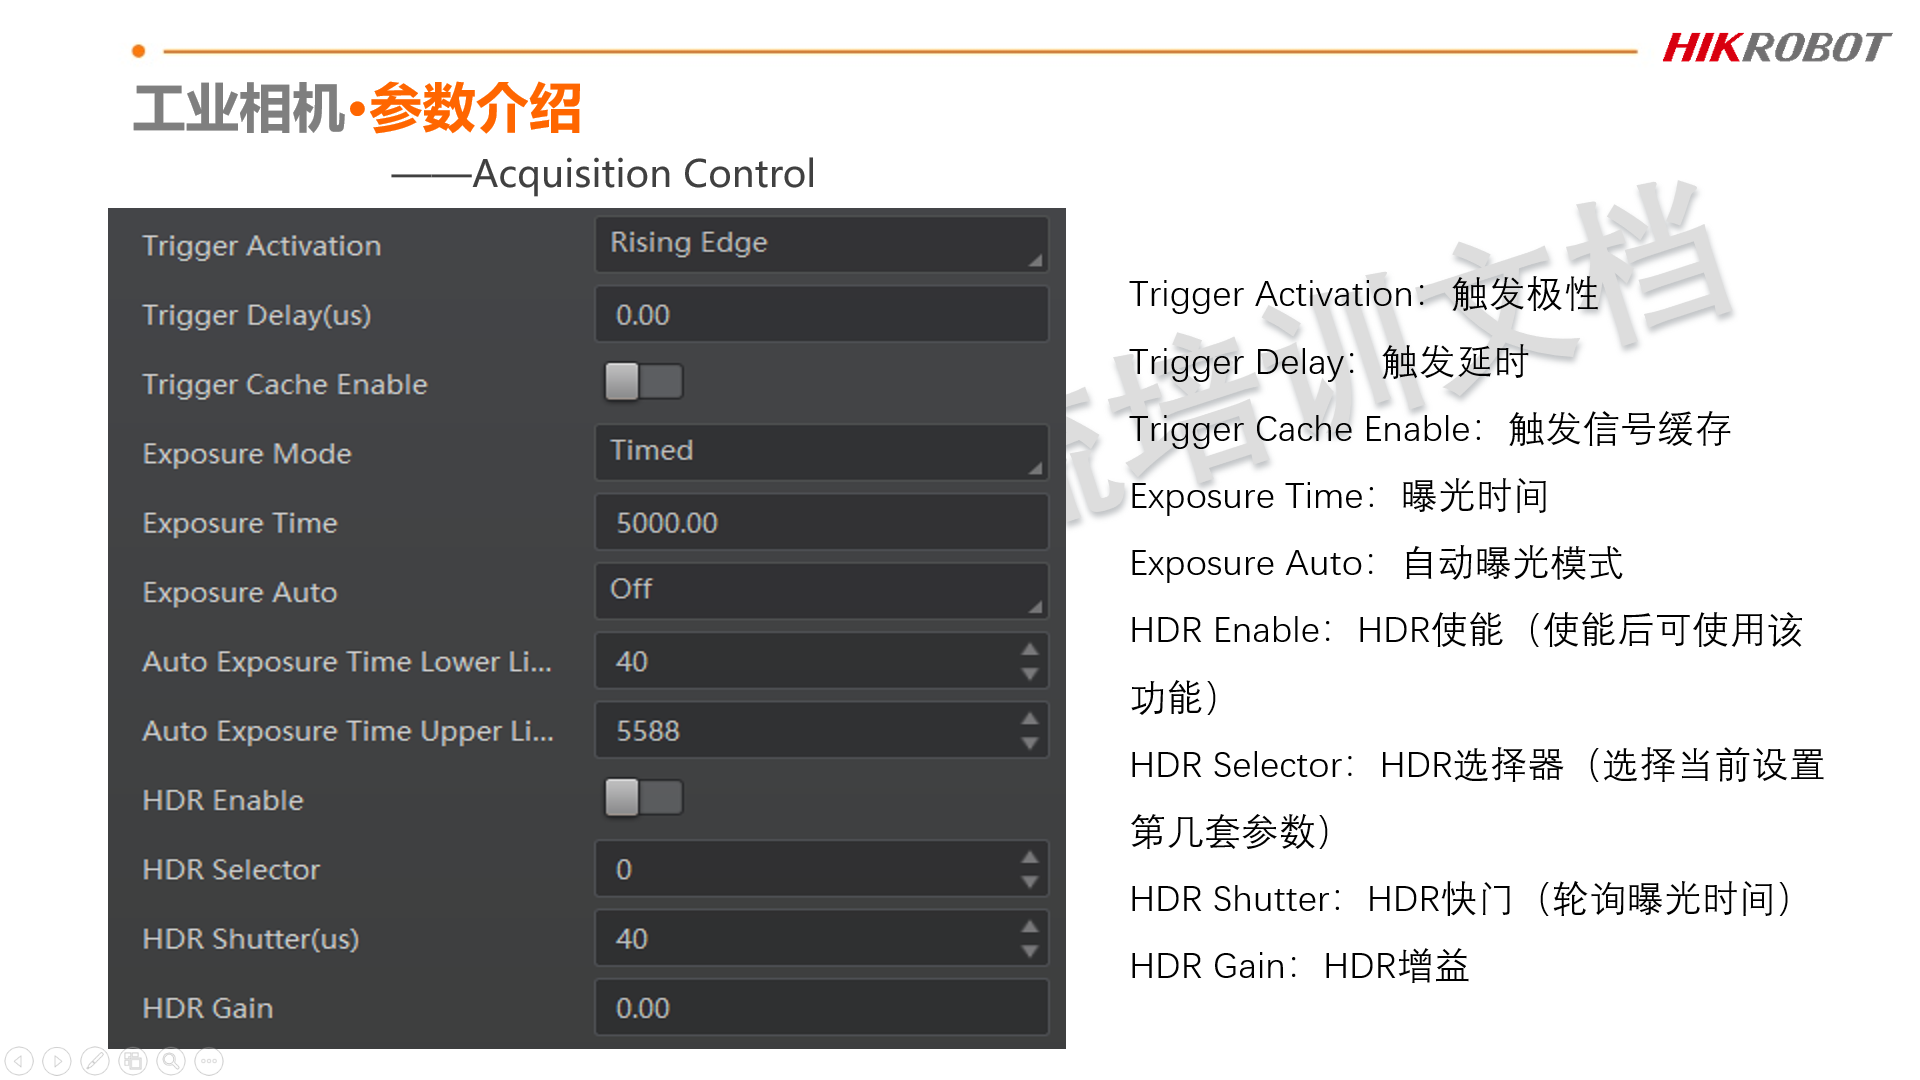 HIKROBOT
工业相机•参数介绍
——Acquisition Control
Trigger Activation Rising Edge
Trigger Delay(us) 0.00
Trigger Cache Enable
Exposure Mode Timed
Exposure Time 5000.00
Exposure Auto Off
Auto Exposure Time Lower Li... 40
Auto Exposure Time Upper Li... 5588
HDR Enable
HDR Selector 0
HDR Shutter(us) 40
HDR Gain 0.00
Trigger Activation：触发极性
Trigger Delay：触发延时
Trigger Cache Enable：触发信号缓存
Exposure Time：曝光时间
Exposure Auto：自动曝光模式
HDR Enable：HDR使能（使能后可使用该
功能）
HDR Selector：HDR选择器（选择当前设置
第几套参数）
HDR Shutter：HDR快门（轮询曝光时间）
HDR Gain：HDR增益
培训文档